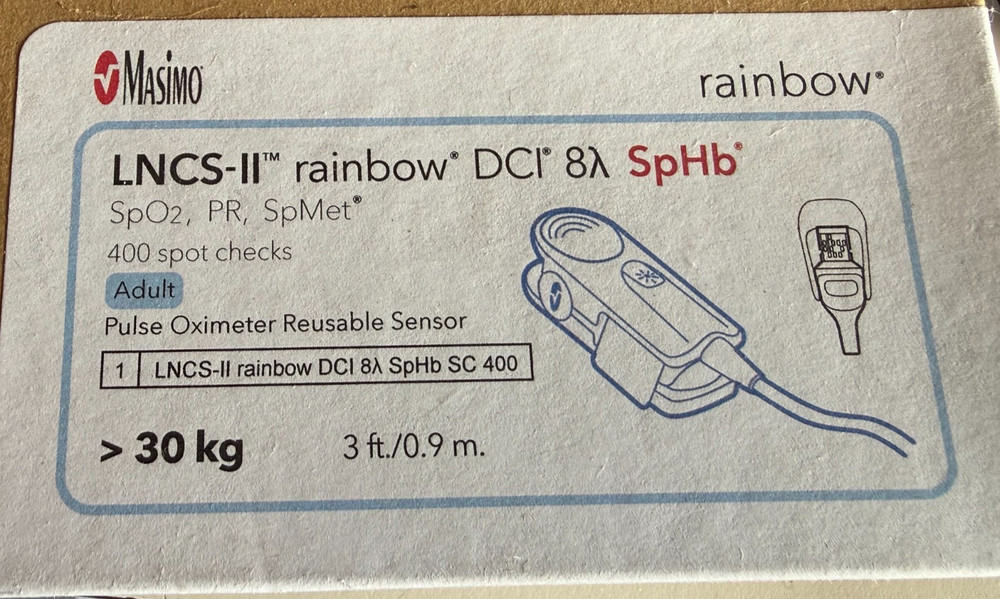 MASIMO®
rainbow®
LNCS-II™ rainbow® DCI® 8λ SpHb®
SpO2, PR, SpMet®
400 spot checks
Adult
Pulse Oximeter Reusable Sensor
1 LNCS-II rainbow DCI 8λ SpHb SC 400
> 30 kg 3 ft./0.9 m.